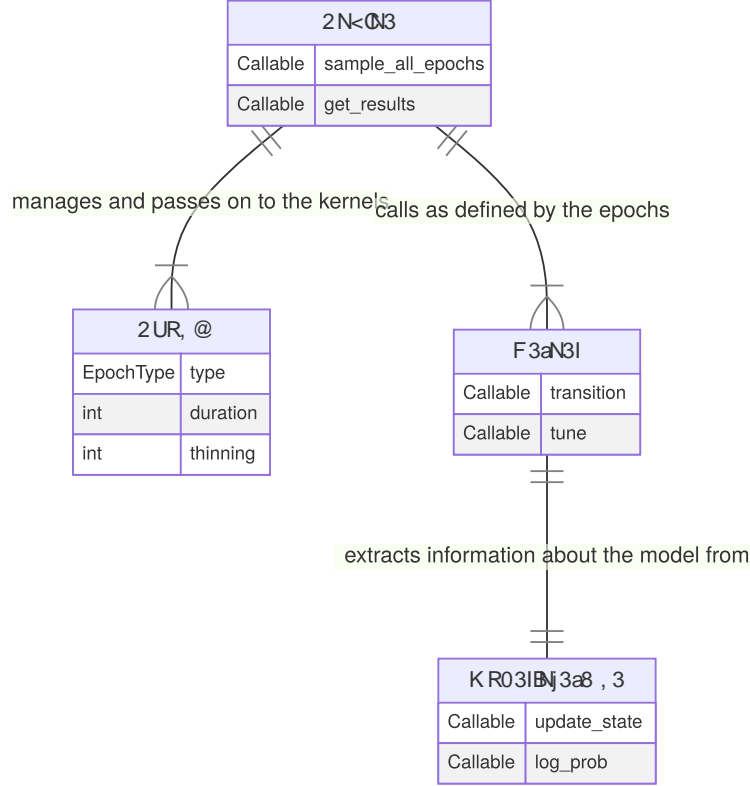 Callable sample_all_epochs
Callable get_results
manages and passes on to the kernels
calls as defined by the epochs
EpochType type
int duration
int thinning
Callable transition
Callable tune
extracts information about the model from
Callable update_state
Callable log_prob